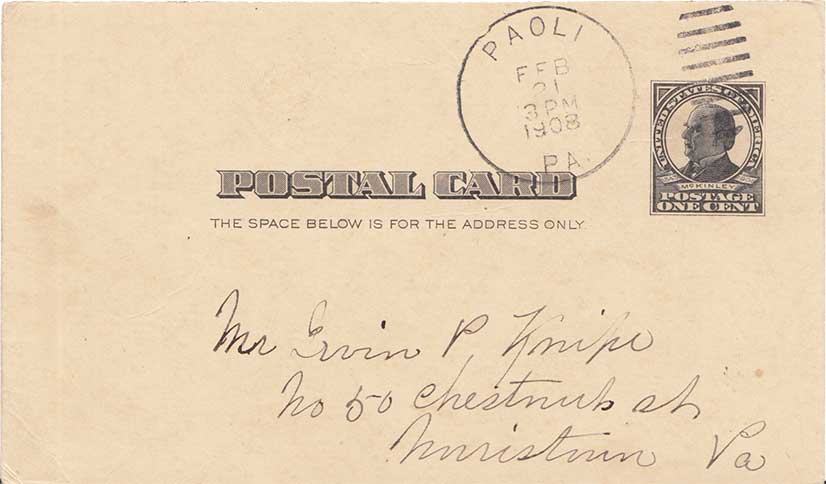 PAOLI
FEB
21
3 PM
1908
PA.
UNITED STATES OF AMERICA
McKINLEY
POSTAGE
ONE CENT
POSTAL CARD
THE SPACE BELOW IS FOR THE ADDRESS ONLY.
Mr Irvin P. Knipe
No 50 Chestnut st
Norristown Pa